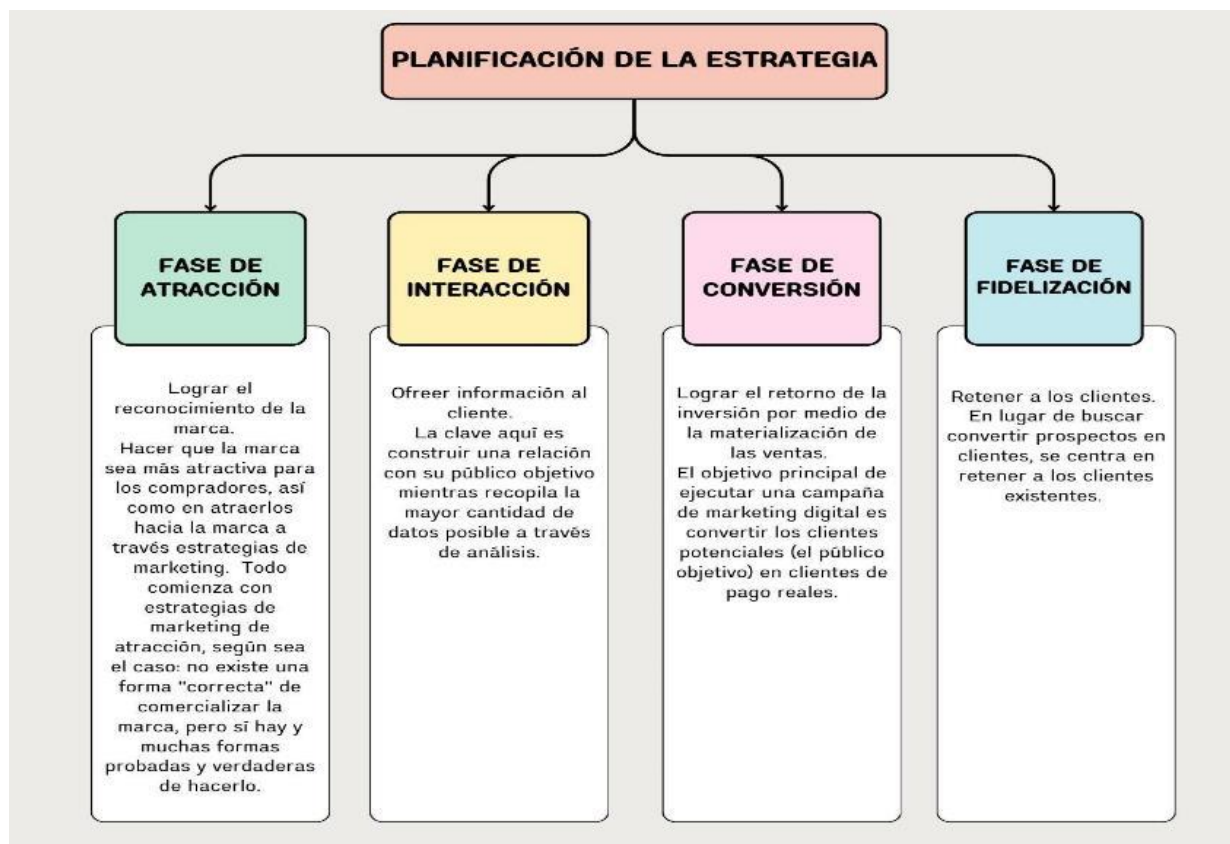 PLANIFICACIÓN DE LA ESTRATEGIA
FASE DE
ATRACCIÓN
Lograr el
reconocimiento de la
marca.
Hacer que la marca
sea más atractiva para
los compradores, así
como en atraerlos
hacia la marca a
través estrategias de
marketing. Todo
comienza con
estrategias de
marketing de
atracción, según sea
el caso: no existe una
forma "correcta" de
comercializar la
marca, pero sí hay y
muchas formas
probadas y verdaderas
de hacerlo.
FASE DE
INTERACCIÓN
Ofreer información al
cliente.
La clave aquí es
construir una relación
con su público objetivo
mientras recopila la
mayor cantidad de
datos posible a través
de análisis.
FASE DE
CONVERSIÓN
Lograr el retorno de la
inversión por medio de
la materialización de
las ventas.
El objetivo principal de
ejecutar una campaña
de marketing digital es
convertir los clientes
potenciales (el público
objetivo) en clientes de
pago reales.
FASE DE
FIDELIZACIÓN
Retener a los clientes.
En lugar de buscar
convertir prospectos en
clientes, se centra en
retener a los clientes
existentes.